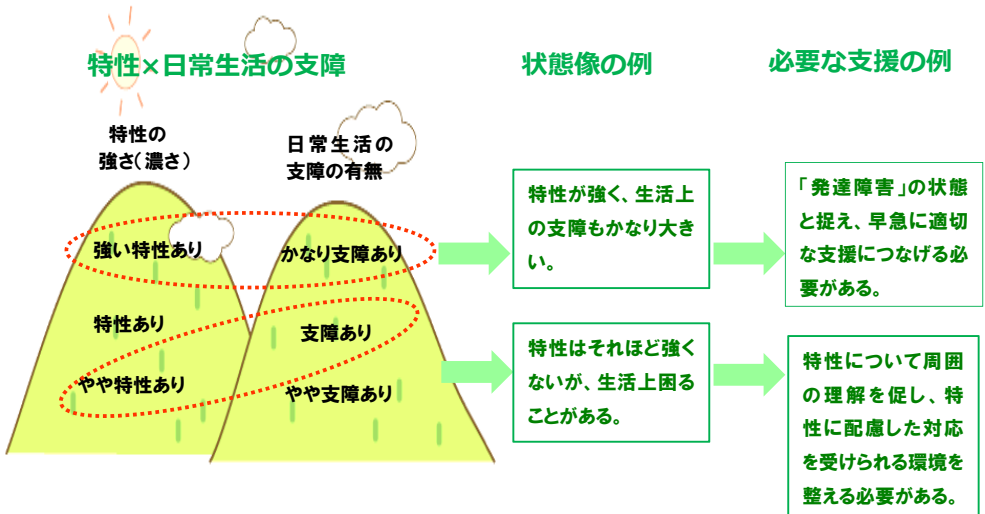 特性×日常生活の支障
状態像の例
必要な支援の例
特性の
強さ(濃さ)
日常生活の
支障の有無
強い特性あり
かなり支障あり
特性あり
支障あり
やや特性あり
やや支障あり
特性が強く、生活上
の支障もかなり大き
い。
「発達障害」の状態
と捉え、早急に適切
な支援につなげる必
要がある。
特性はそれほど強く
ないが、生活上困る
ことがある。
特性について周囲
の理解を促し、特
性に配慮した対応
を受けられる環境を
整える必要がある。